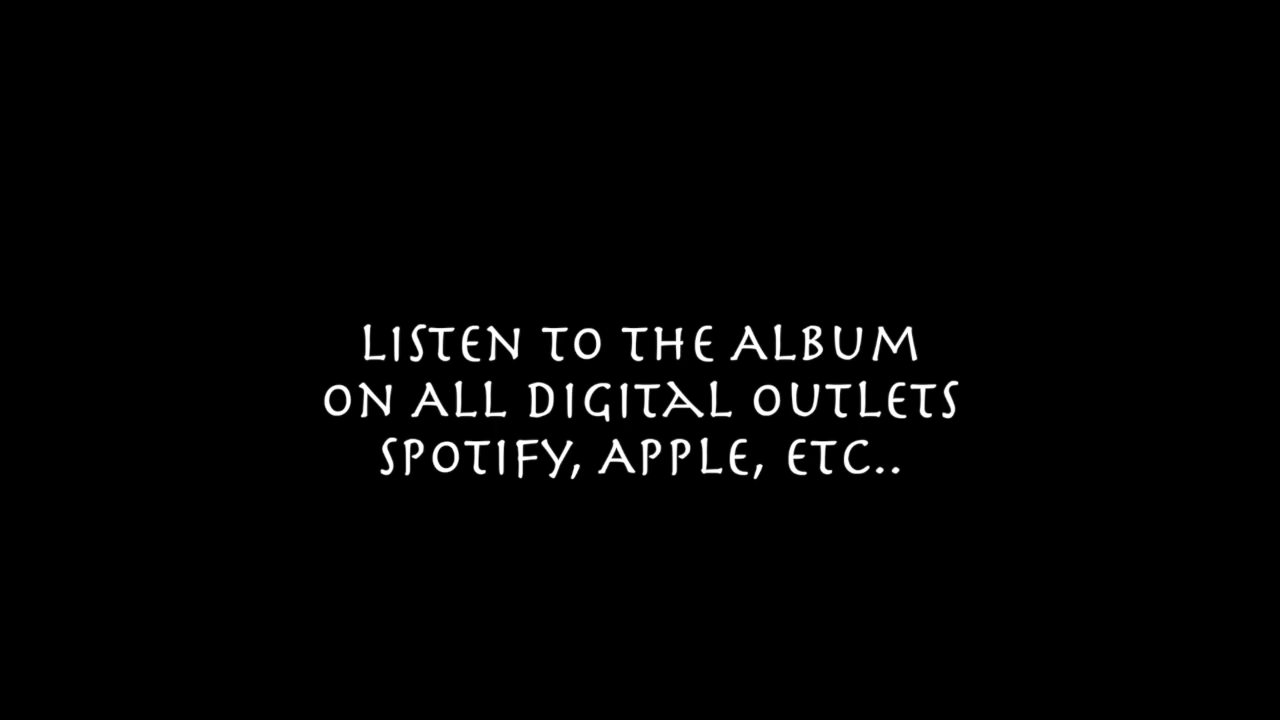 LISTEN TO THE ALBUM
ON ALL DIGITAL OUTLETS
SPOTIFY, APPLE, ETC..